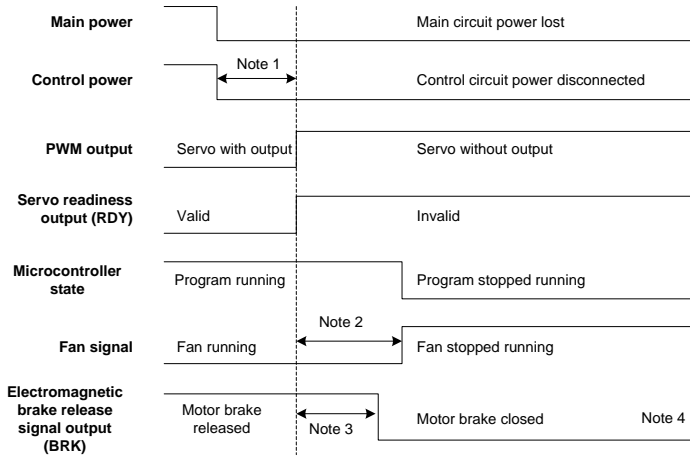 Main power
Main circuit power lost
Note 1
Control power
Control circuit power disconnected
PWM output
Servo with output
Servo without output
Servo readiness
output (RDY)
Valid
Invalid
Microcontroller
state
Program running
Program stopped running
Note 2
Fan signal
Fan running
Fan stopped running
Electromagnetic
brake release
signal output
(BRK)
Motor brake
released
Note 3
Motor brake closed
Note 4